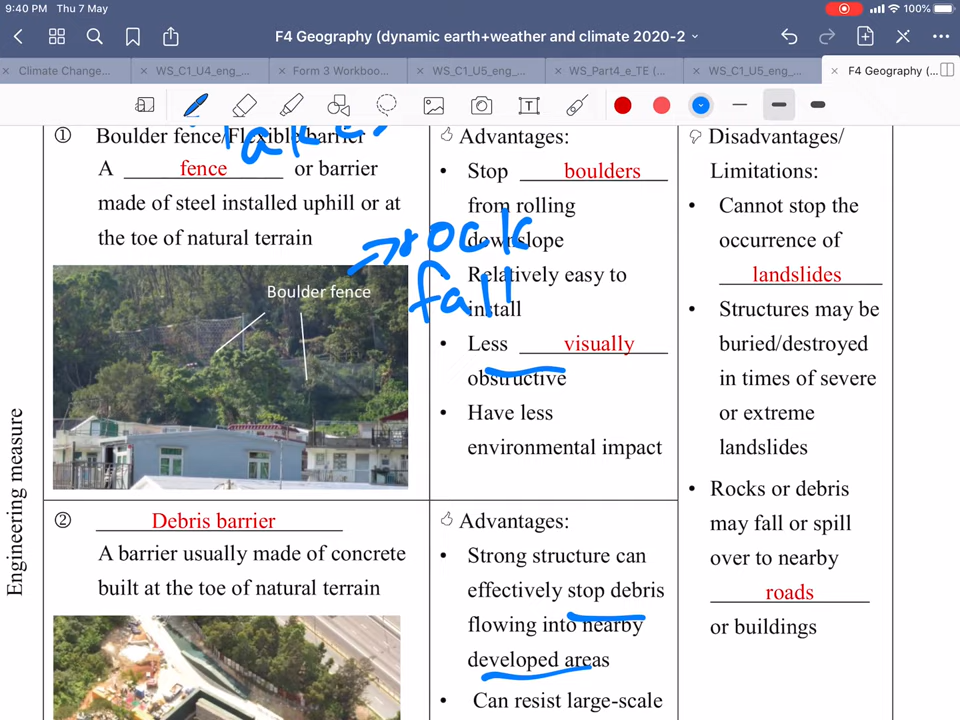 9:40 PM Thu 7 May
100%
F4 Geography (dynamic earth+weather and climate 2020-2
Climate Change...
WS_C1_U4_eng_...
Form 3 Workboo...
WS_C1_U5_eng_...
WS_Part4_e_TE (...
WS_C1_U5_eng_...
F4 Geography (...
① Boulder fence/Flexible barrier
A fence or barrier
made of steel installed uphill or at
the toe of natural terrain
Boulder fence
→ rock
fall
Advantages:
• Stop boulders
from rolling
downslope
• Relatively easy to
install
• Less visually
obstructive
• Have less
environmental impact
Disadvantages/
Limitations:
• Cannot stop the
occurrence of
landslides
• Structures may be
buried/destroyed
in times of severe
or extreme
landslides
• Rocks or debris
may fall or spill
over to nearby
roads
or buildings
Engineering measure
② Debris barrier
A barrier usually made of concrete
built at the toe of natural terrain
Advantages:
• Strong structure can
effectively stop debris
flowing into nearby
developed areas
• Can resist large-scale